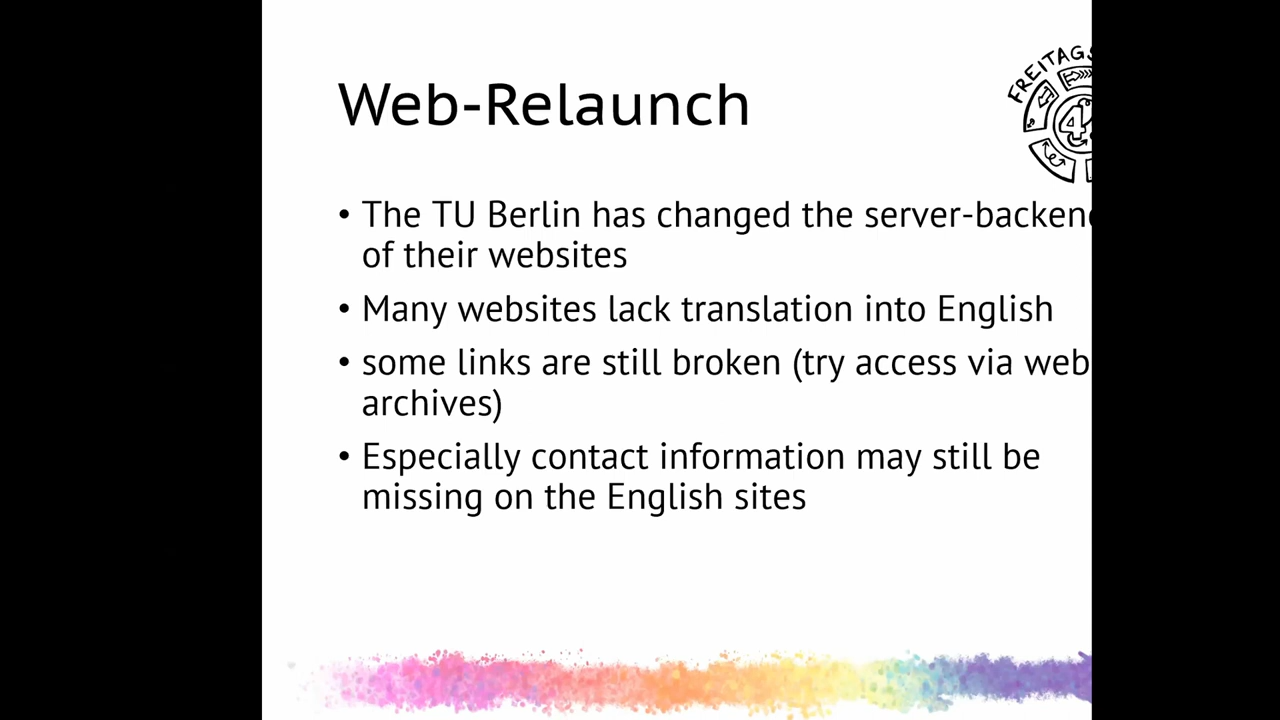 Web-Relaunch
FREITAGS
4
• The TU Berlin has changed the server-backend
of their websites
• Many websites lack translation into English
• some links are still broken (try access via web
archives)
• Especially contact information may still be
missing on the English sites